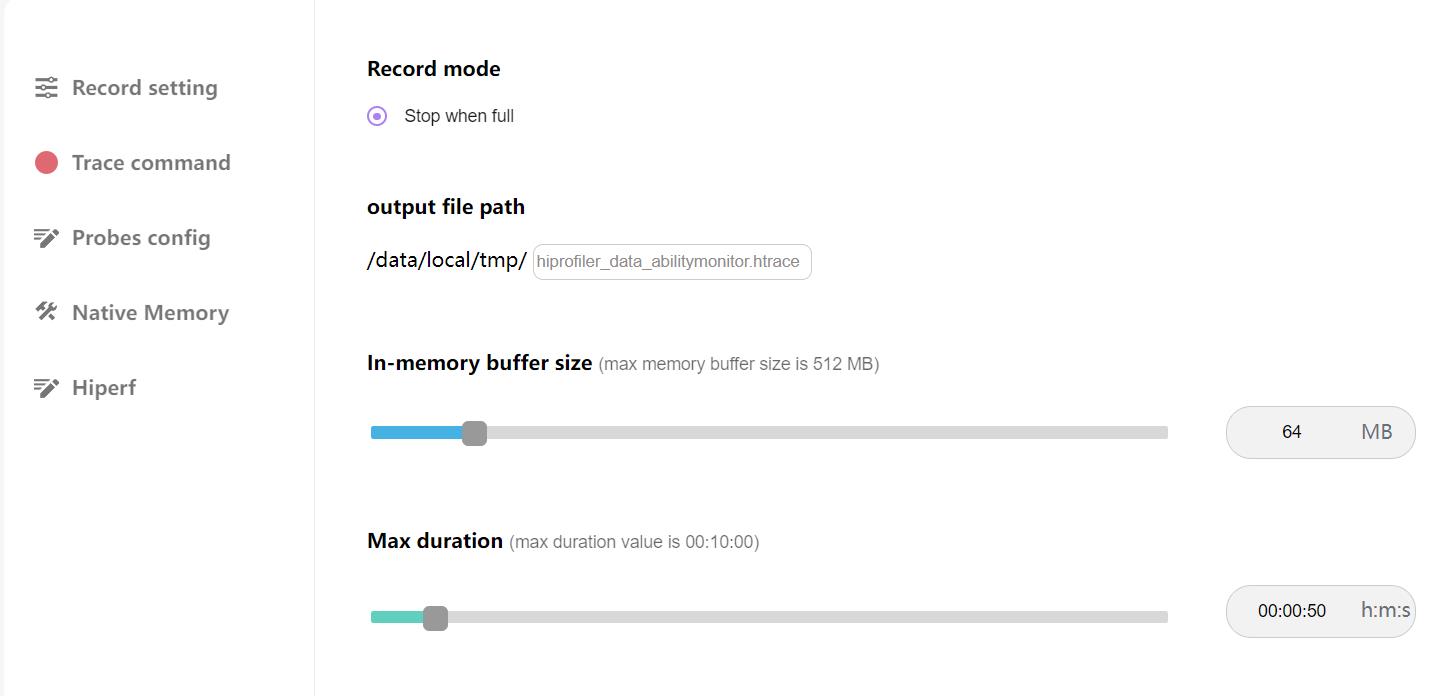 Record setting
Trace command
Probes config
Native Memory
Hiperf
Record mode
Stop when full
output file path
/data/local/tmp/ hiprofiler_data_abilitymonitor.htrace
In-memory buffer size (max memory buffer size is 512 MB)
64 MB
Max duration (max duration value is 00:10:00)
00:00:50 h:m:s